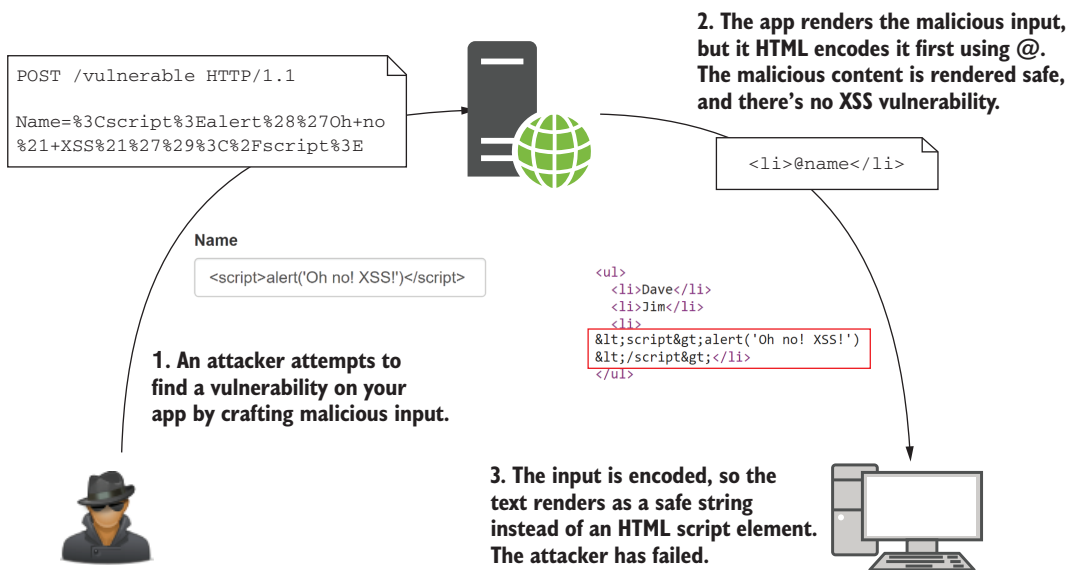 POST /vulnerable HTTP/1.1
Name=%3Cscript%3Ealert%28%27Oh+no
%21+XSS%21%27%29%3C%2Fscript%3E
2. The app renders the malicious input,
but it HTML encodes it first using @.
The malicious content is rendered safe,
and there's no XSS vulnerability.
<li>@name</li>
Name
<script>alert('Oh no! XSS!')</script>
1. An attacker attempts to
find a vulnerability on your
app by crafting malicious input.
<ul>
<li>Dave</li>
<li>Jim</li>
<li>
&lt;script&gt;alert('Oh no! XSS!')
&lt;/script&gt;</li>
</ul>
3. The input is encoded, so the
text renders as a safe string
instead of an HTML script element.
The attacker has failed.